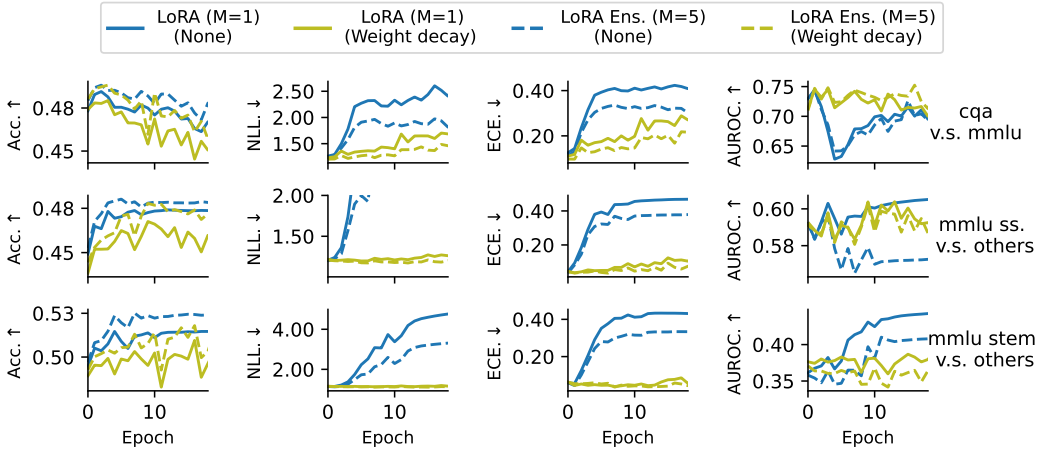 LoRA (M=1)
(None)
LoRA (M=1)
(Weight decay)
LoRA Ens. (M=5)
(None)
LoRA Ens. (M=5)
(Weight decay)
Acc. ↑
0.48
0.45
NLL. ↓
2.50
2.00
1.50
ECE. ↓
0.40
0.20
AUROC. ↑
0.75
0.70
0.65
cqa
v.s. mmlu
Acc. ↑
0.48
0.45
NLL. ↓
2.00
1.50
ECE. ↓
0.40
0.20
AUROC. ↑
0.60
0.58
mmlu ss.
v.s. others
Acc. ↑
0.53
0.50
0
10
Epoch
NLL. ↓
4.00
2.00
0
10
Epoch
ECE. ↓
0.40
0.20
0
10
Epoch
AUROC. ↑
0.40
0.35
0
10
Epoch
mmlu stem
v.s. others